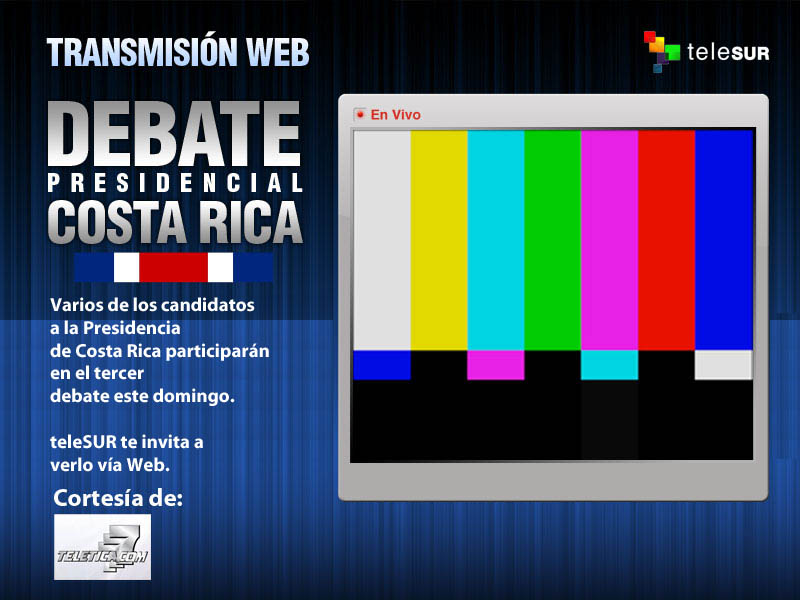 TRANSMISIÓN WEB
teleSUR
DEBATE
PRESIDENCIAL
COSTA RICA
En Vivo
Varios de los candidatos
a la Presidencia
de Costa Rica participarán
en el tercer
debate este domingo.
teleSUR te invita a
verlo vía Web.
Cortesía de:
7
TELETICA.COM